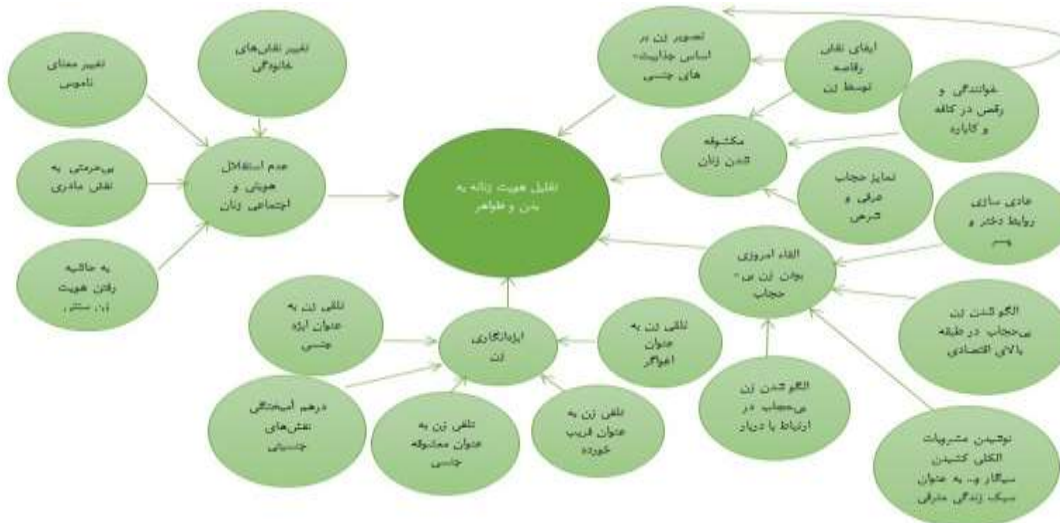 تصویر زن بر
اساس جذابیت-
های جنسی
ایفای نقش
رقاصه
توسط زن
خوانندگی و
رقص در کافه
و کاباره
مکشوفه
شدن زنان
تمایز حجاب
عرفی و
شرعی
عادی سازی
روابط دختر و
پسر
القاء امروزی
بودن زن بی-
حجاب
الگو شدن زن
بی‌حجاب در طبقه
بالای اقتصادی
الگو شدن زن
بی‌حجاب در
ارتباط با دربار
نوشیدن مشروبات
الکلی کشیدن
سیگار و... به عنوان
سبک زندگی مترقی
تقلیل هویت زنانه به
بدن و ظواهر
تغییر نقش‌های
خانوادگی
تغییر معنای
ناموس
عدم استقلال
هویتی و
اجتماعی زنان
بی‌حرمتی به
نقش مادری
به حاشیه
رفتن هویت
زن سنتی
ابژه‌انگاری
زن
تلقی زن به
عنوان
اغواگر
تلقی زن به
عنوان ابژه
جنسی
تلقی زن به
عنوان فریب
خورده
تلقی زن به
عنوان معشوقه
جنسی
درهم آمیختگی
نقش‌های
جنسیتی